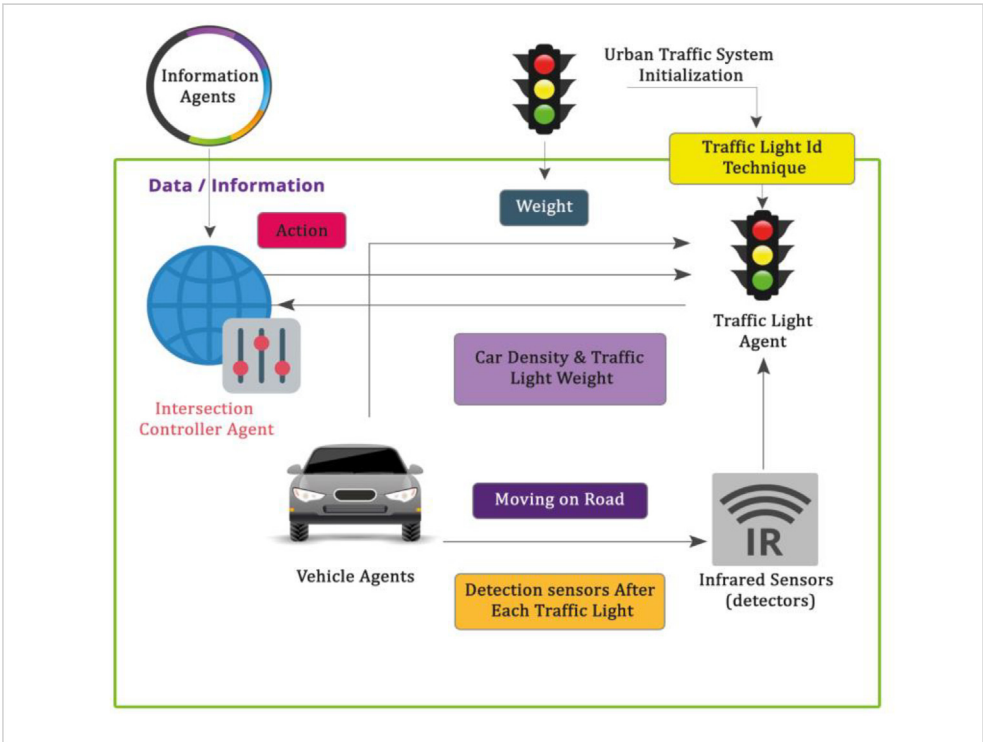 Information
Agents
Urban Traffic System
Initialization
Traffic Light Id
Technique
Data / Information
Weight
Action
Traffic Light
Agent
Car Density & Traffic
Light Weight
Intersection
Controller Agent
Moving on Road
IR
Vehicle Agents
Infrared Sensors
(detectors)
Detection sensors After
Each Traffic Light